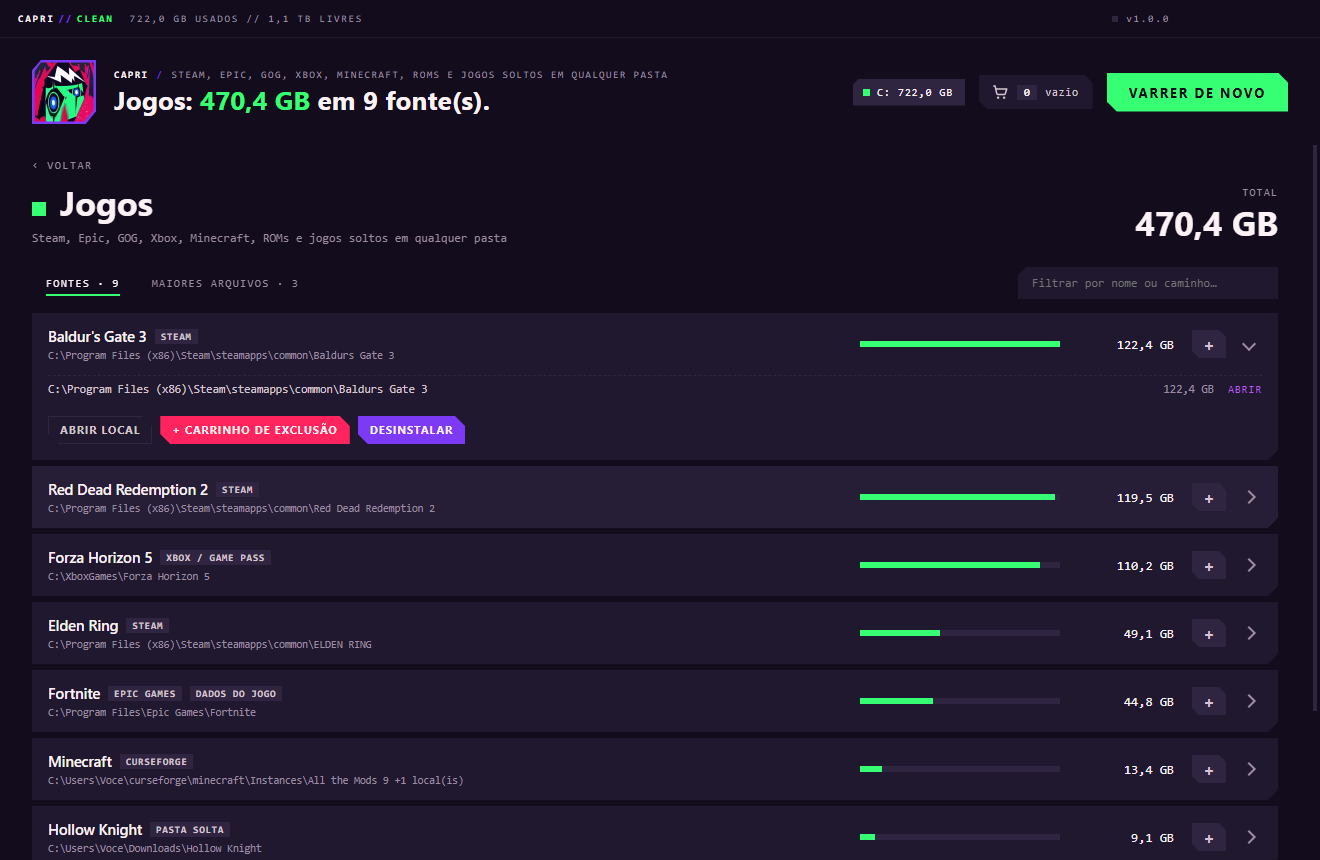 CAPRI // CLEAN 722,0 GB USADOS // 1,1 TB LIVRES
v1.0.0
CAPRI / STEAM, EPIC, GOG, XBOX, MINECRAFT, ROMS E JOGOS SOLTOS EM QUALQUER PASTA
Jogos: 470,4 GB em 9 fonte(s).
C: 722,0 GB
0 vazio
VARRER DE NOVO
‹ VOLTAR
Jogos
Steam, Epic, GOG, Xbox, Minecraft, ROMs e jogos soltos em qualquer pasta
TOTAL
470,4 GB
FONTES · 9
MAIORES ARQUIVOS · 3
Filtrar por nome ou caminho…
Baldur's Gate 3 STEAM
C:\Program Files (x86)\Steam\steamapps\common\Baldurs Gate 3
122,4 GB +
C:\Program Files (x86)\Steam\steamapps\common\Baldurs Gate 3
122,4 GB ABRIR
ABRIR LOCAL
+ CARRINHO DE EXCLUSÃO
DESINSTALAR
Red Dead Redemption 2 STEAM
C:\Program Files (x86)\Steam\steamapps\common\Red Dead Redemption 2
119,5 GB +
Forza Horizon 5 XBOX / GAME PASS
C:\XboxGames\Forza Horizon 5
110,2 GB +
Elden Ring STEAM
C:\Program Files (x86)\Steam\steamapps\common\ELDEN RING
49,1 GB +
Fortnite EPIC GAMES DADOS DO JOGO
C:\Program Files\Epic Games\Fortnite
44,8 GB +
Minecraft CURSEFORGE
C:\Users\Voce\curseforge\minecraft\Instances\All the Mods 9 +1 local(is)
13,4 GB +
Hollow Knight PASTA SOLTA
C:\Users\Voce\Downloads\Hollow Knight
9,1 GB +